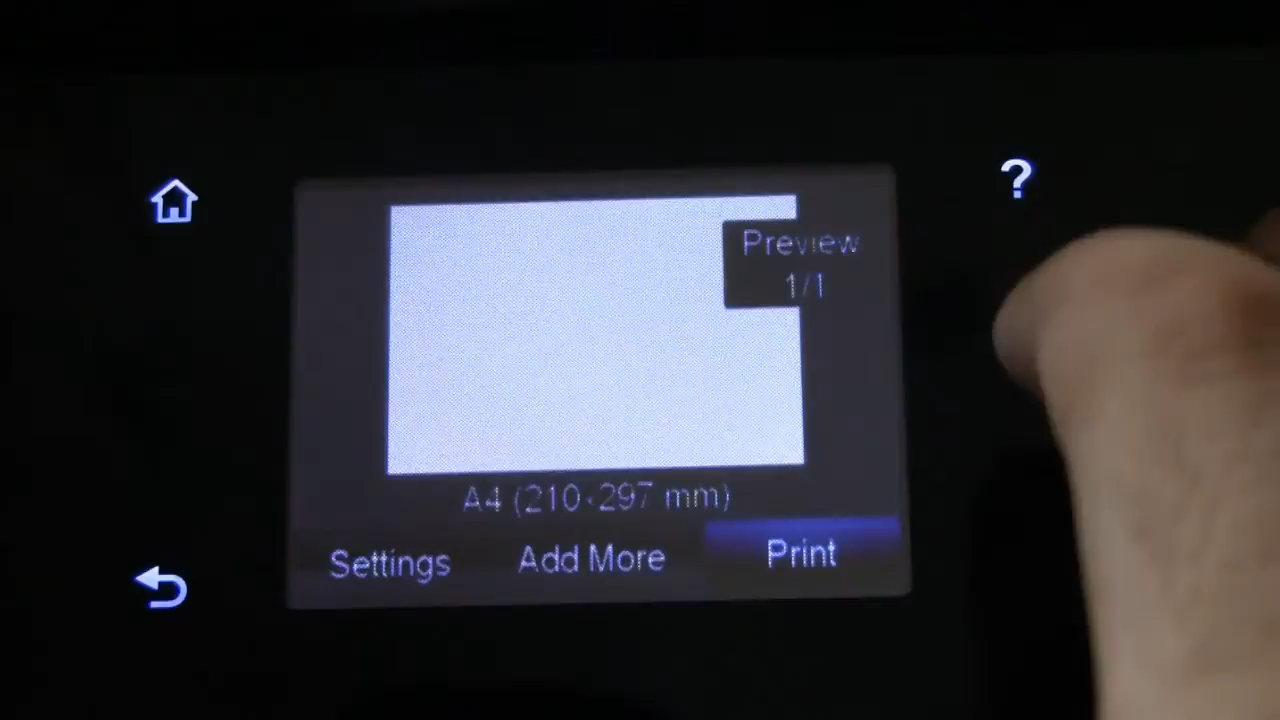 ?
Preview
1/1
A4 (210×297 mm)
Settings
Add More
Print